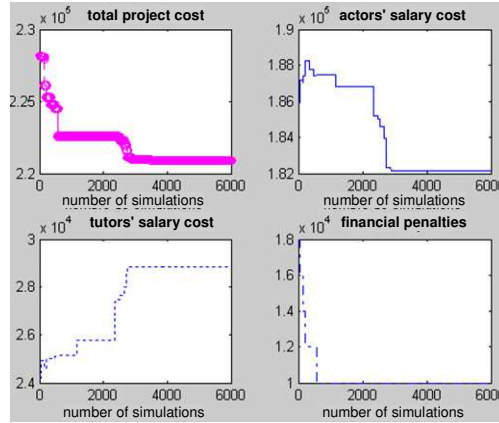 total project cost
x 10^5
2.3
2.25
2.2
0 2000 4000 6000
number of simulations
actors' salary cost
x 10^5
1.9
1.88
1.86
1.84
1.82
0 2000 4000 6000
number of simulations
tutors' salary cost
x 10^4
3
2.8
2.6
2.4
0 2000 4000 6000
number of simulations
financial penalties
x 10^4
1.8
1.6
1.4
1.2
1
0 2000 4000 6000
number of simulations